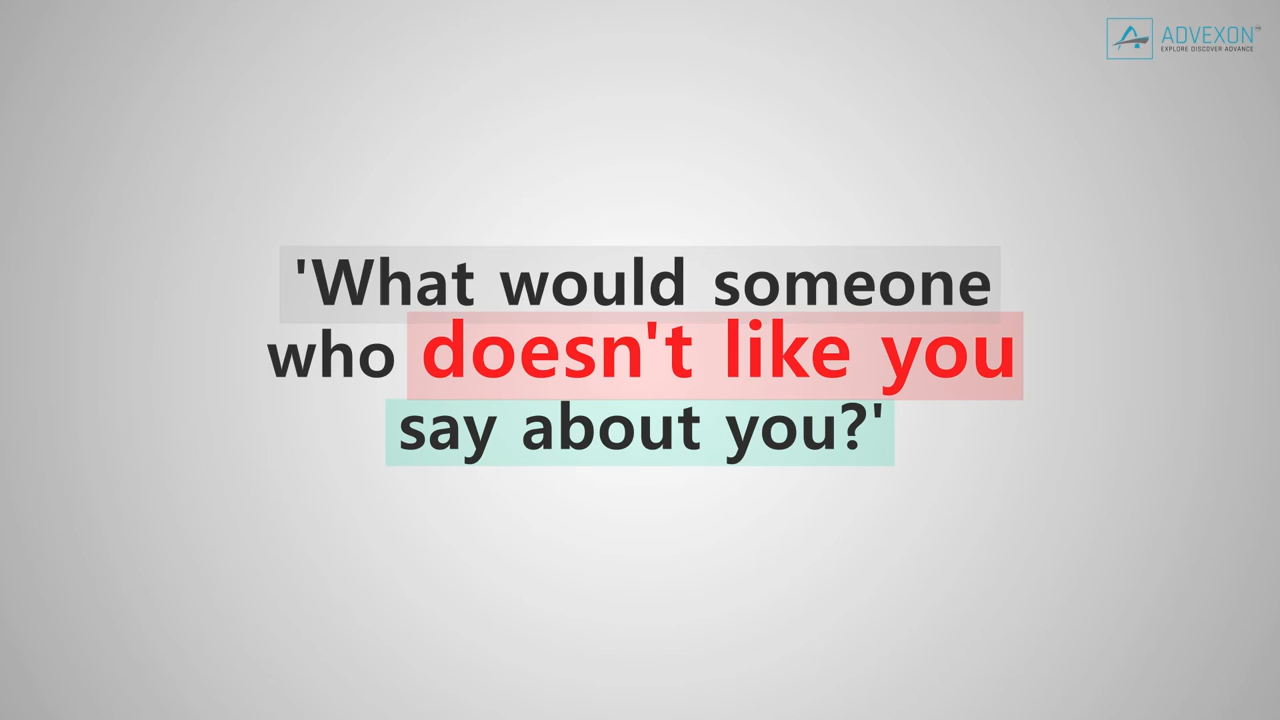 ADVEXON™
EXPLORE DISCOVER ADVANCE
'What would someone
who doesn't like you
say about you?'